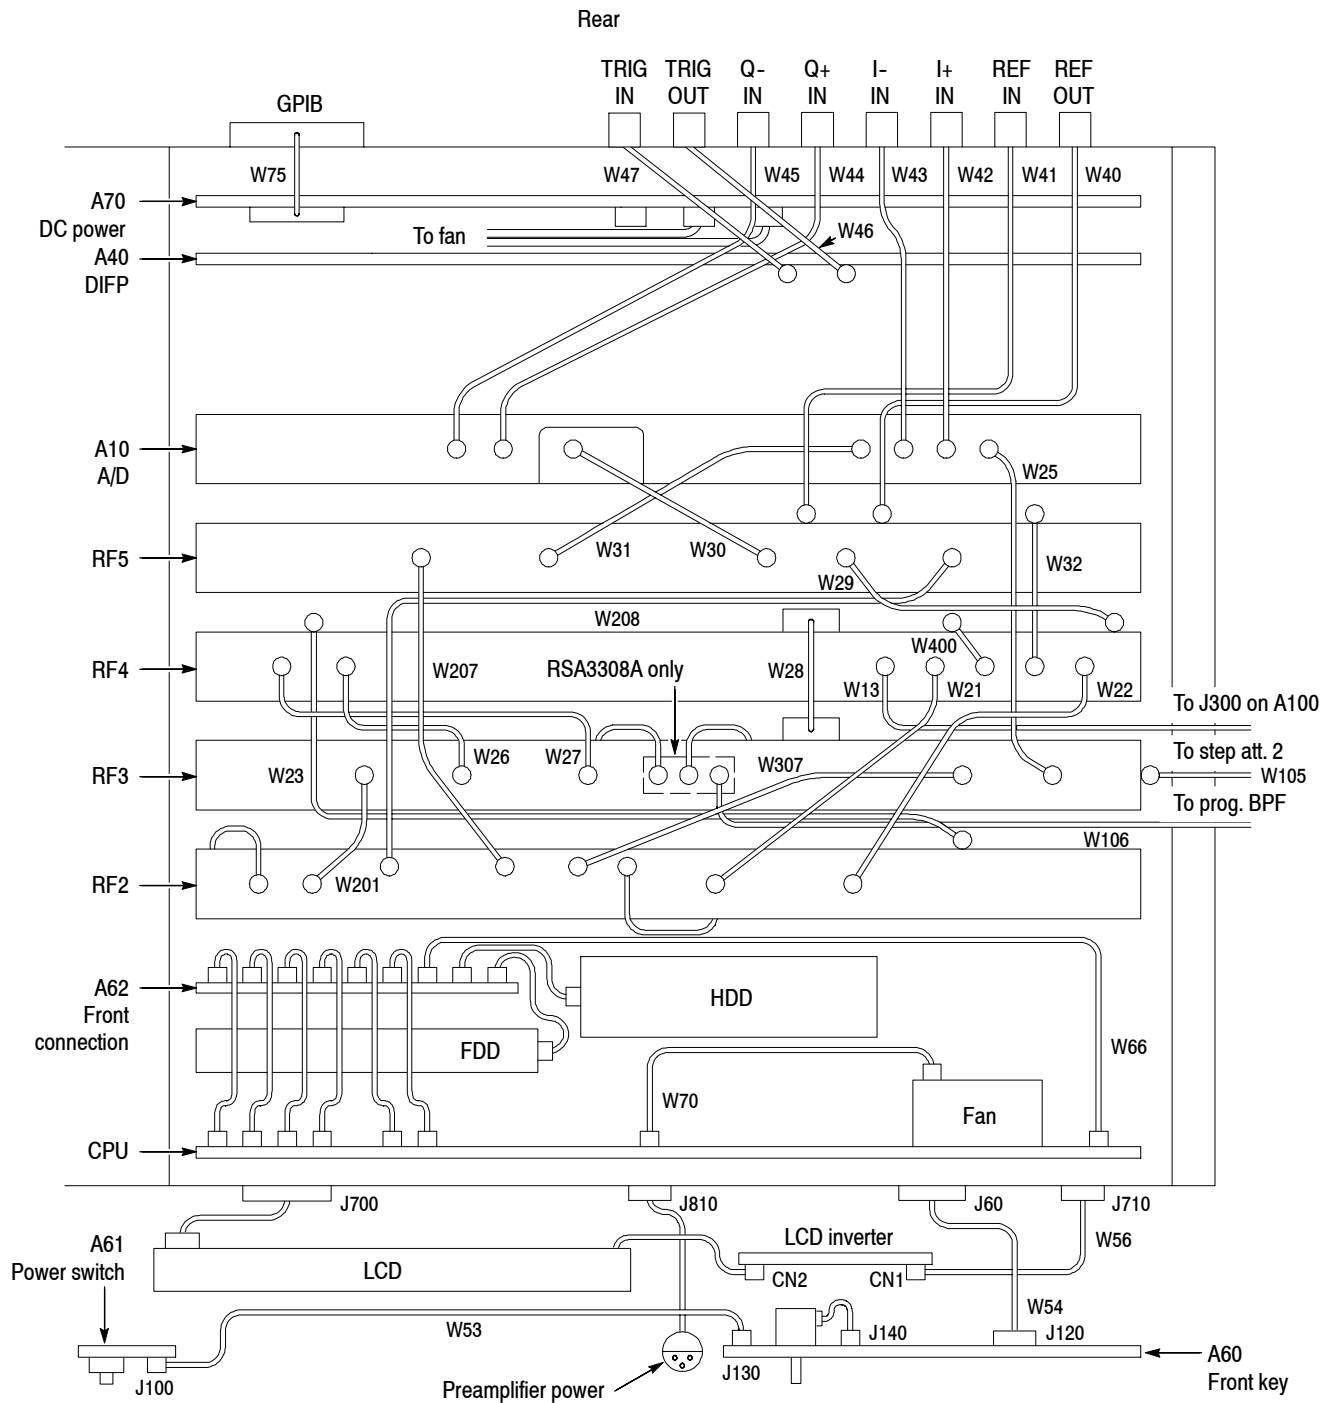 Rear
TRIG IN
TRIG OUT
Q- IN
Q+ IN
I- IN
I+ IN
REF IN
REF OUT
GPIB
W75
W47
W45
W44
W43
W42
W41
W40
A70
DC power
To fan
W46
A40
DIFP
A10
A/D
W25
RF5
W31
W30
W29
W32
W208
W400
RF4
W207
RSA3308A only
W28
W13
W21
W22
To J300 on A100
To step att. 2
RF3
W23
W26
W27
W307
W105
To prog. BPF
W106
RF2
W201
A62
Front
connection
HDD
FDD
W66
W70
Fan
CPU
J700
J810
J60
J710
A61
Power switch
LCD
LCD inverter
CN2
CN1
W56
W54
W53
J140
J120
J100
Preamplifier power
J130
A60
Front key